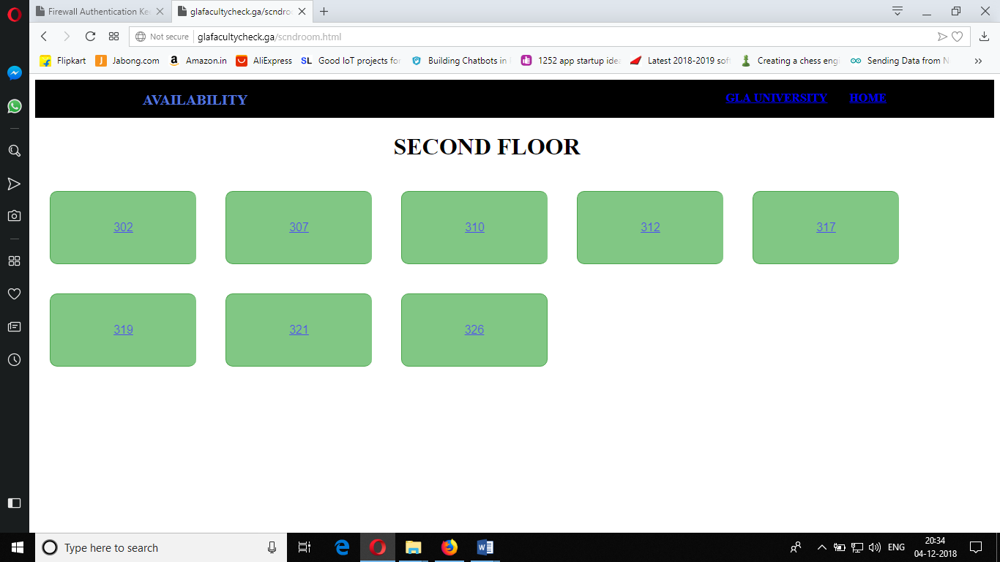 Firewall Authentication Ke
glafacultycheck.ga/scndro
Not secure glafacultycheck.ga/scndroom.html
Flipkart Jabong.com Amazon.in AliExpress SL Good IoT projects for Building Chatbots in 1252 app startup idea Latest 2018-2019 soft Creating a chess engi Sending Data from N
AVAILABILITY GLA UNIVERSITY HOME
SECOND FLOOR
302 307 310 312 317
319 321 326
Type here to search ENG 20:34
04-12-2018